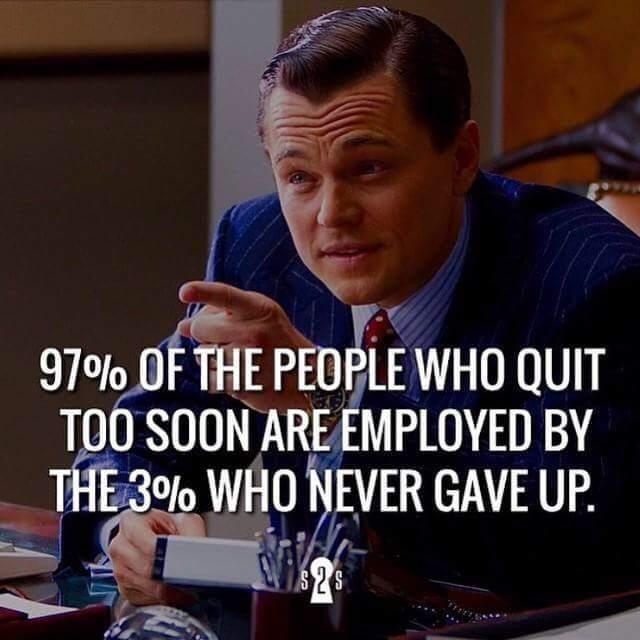 97% OF THE PEOPLE WHO QUIT
TOO SOON ARE EMPLOYED BY
THE 3% WHO NEVER GAVE UP.
S2S